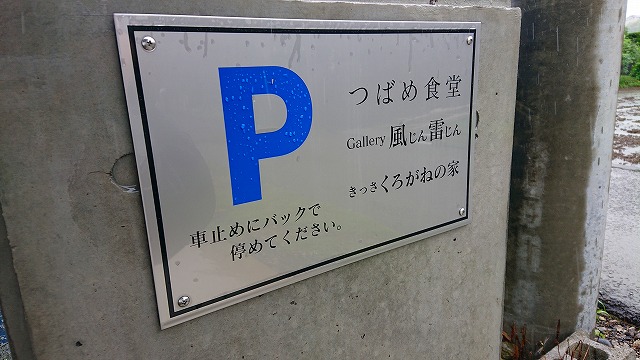 P
つばめ食堂
Gallery 風じん雷じん
きっさくろがねの家
車止めにバックで
停めてください。